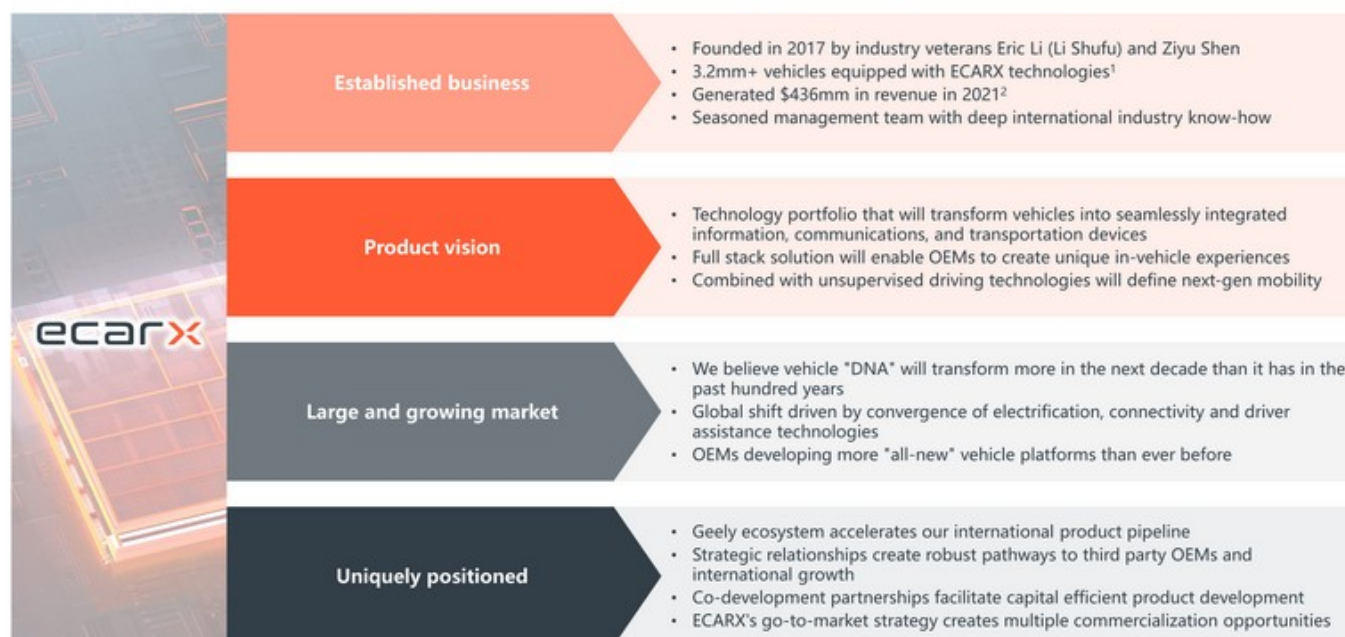 ecarx
Established business
• Founded in 2017 by industry veterans Eric Li (Li Shufu) and Ziyu Shen
• 3.2mm+ vehicles equipped with ECARX technologies¹
• Generated $436mm in revenue in 2021²
• Seasoned management team with deep international industry know-how
Product vision
• Technology portfolio that will transform vehicles into seamlessly integrated
information, communications, and transportation devices
• Full stack solution will enable OEMs to create unique in-vehicle experiences
• Combined with unsupervised driving technologies will define next-gen mobility
Large and growing market
• We believe vehicle "DNA" will transform more in the next decade than it has in the
past hundred years
• Global shift driven by convergence of electrification, connectivity and driver
assistance technologies
• OEMs developing more "all-new" vehicle platforms than ever before
Uniquely positioned
• Geely ecosystem accelerates our international product pipeline
• Strategic relationships create robust pathways to third party OEMs and
international growth
• Co-development partnerships facilitate capital efficient product development
• ECARX's go-to-market strategy creates multiple commercialization opportunities